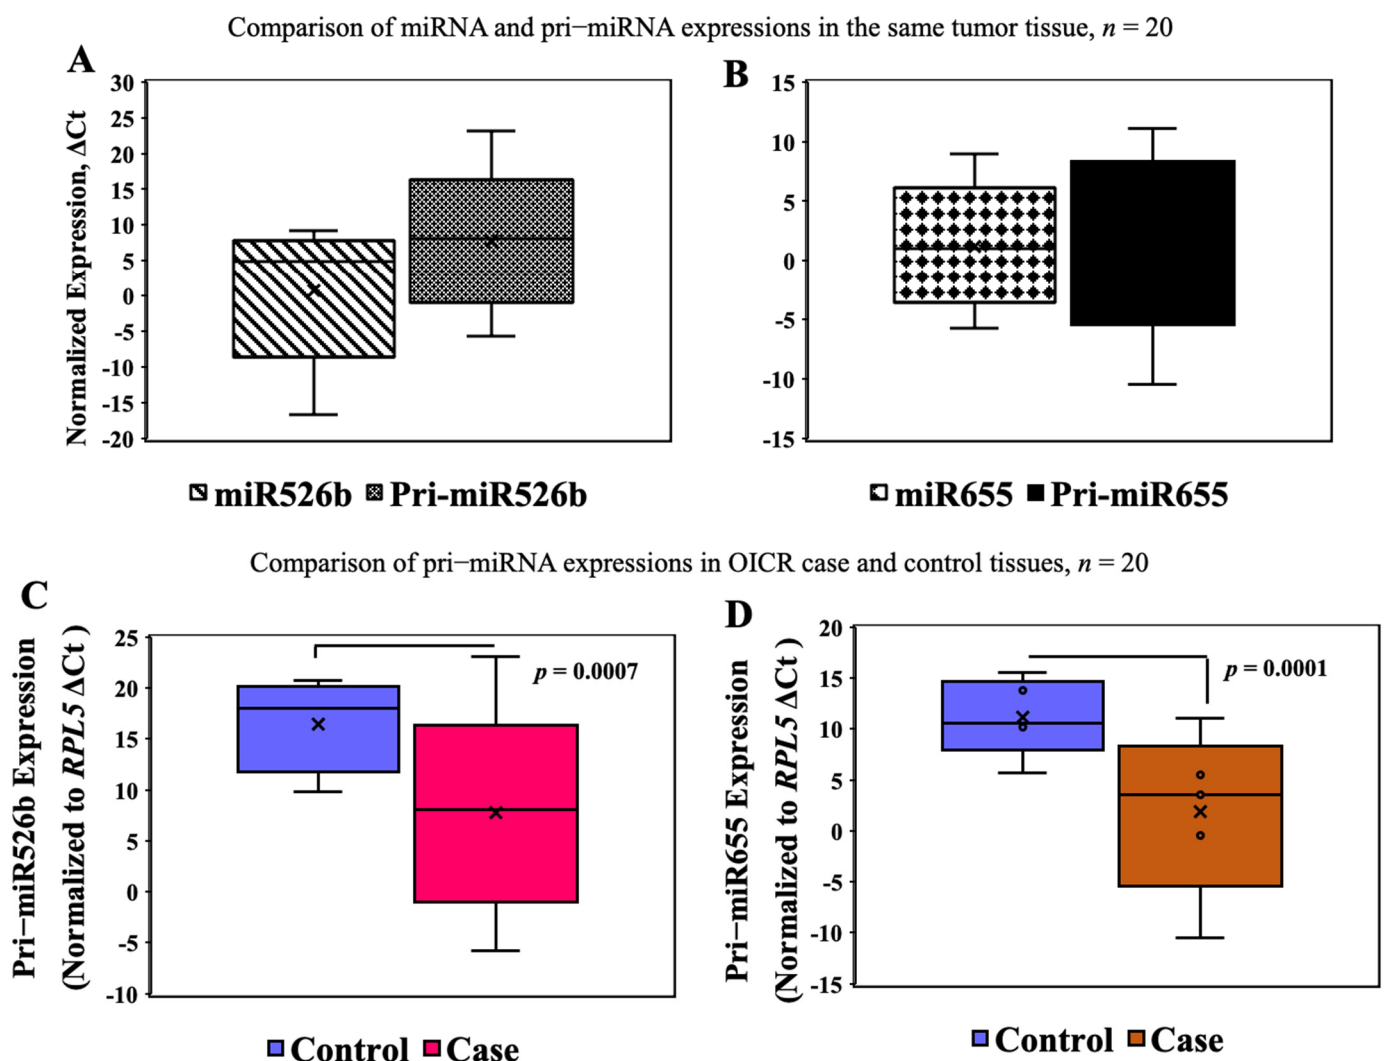 Comparison of miRNA and pri−miRNA expressions in the same tumor tissue, n = 20
A
Normalized Expression, ΔCt
30
25
20
15
10
5
0
-5
-10
-15
-20
miR526b Pri-miR526b
B
15
10
5
0
-5
-10
-15
miR655 Pri-miR655
Comparison of pri−miRNA expressions in OICR case and control tissues, n = 20
C
Pri−miR526b Expression
(Normalized to RPL5 ΔCt )
25
20
15
10
5
0
-5
-10
p = 0.0007
Control Case
D
Pri−miR655 Expression
(Normalized to RPL5 ΔCt )
20
15
10
5
0
-5
-10
-15
p = 0.0001
Control Case